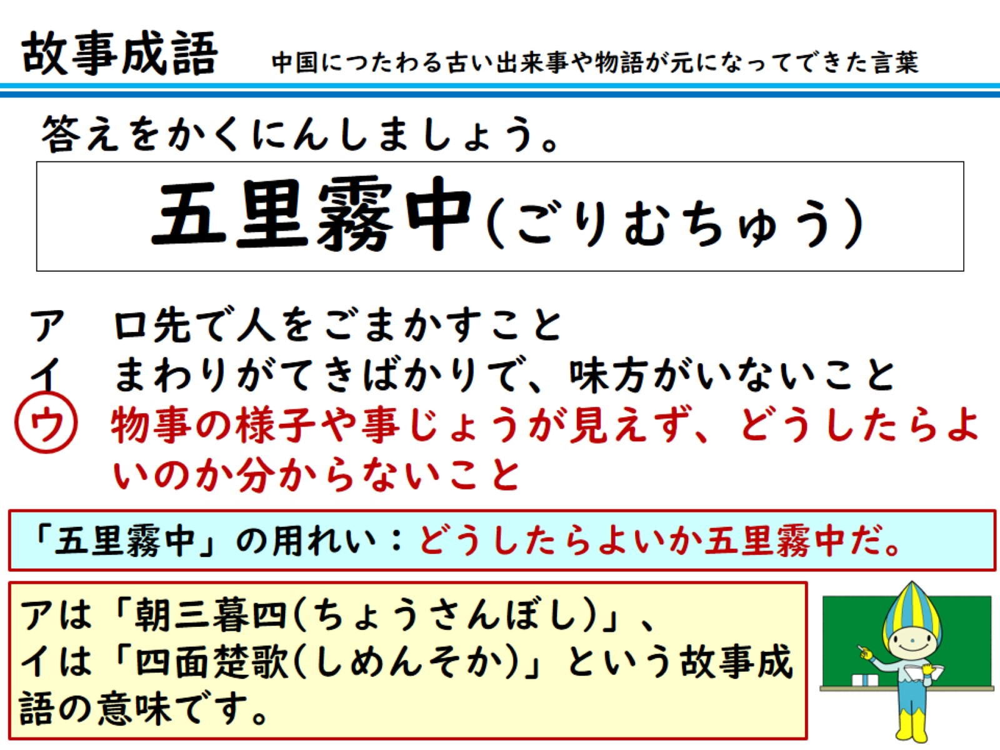 故事成語 中国につたわる古い出来事や物語が元になってできた言葉
答えをかくにんしましょう。
五里霧中(ごりむちゅう)
ア 口先で人をごまかすこと
イ まわりがてきばかりで、味方がいないこと
ウ 物事の様子や事じょうが見えず、どうしたらよ
いのか分からないこと
「五里霧中」の用れい：どうしたらよいか五里霧中だ。
アは「朝三暮四(ちょうさんぼし)」、
イは「四面楚歌(しめんそか)」という故事成
語の意味です。